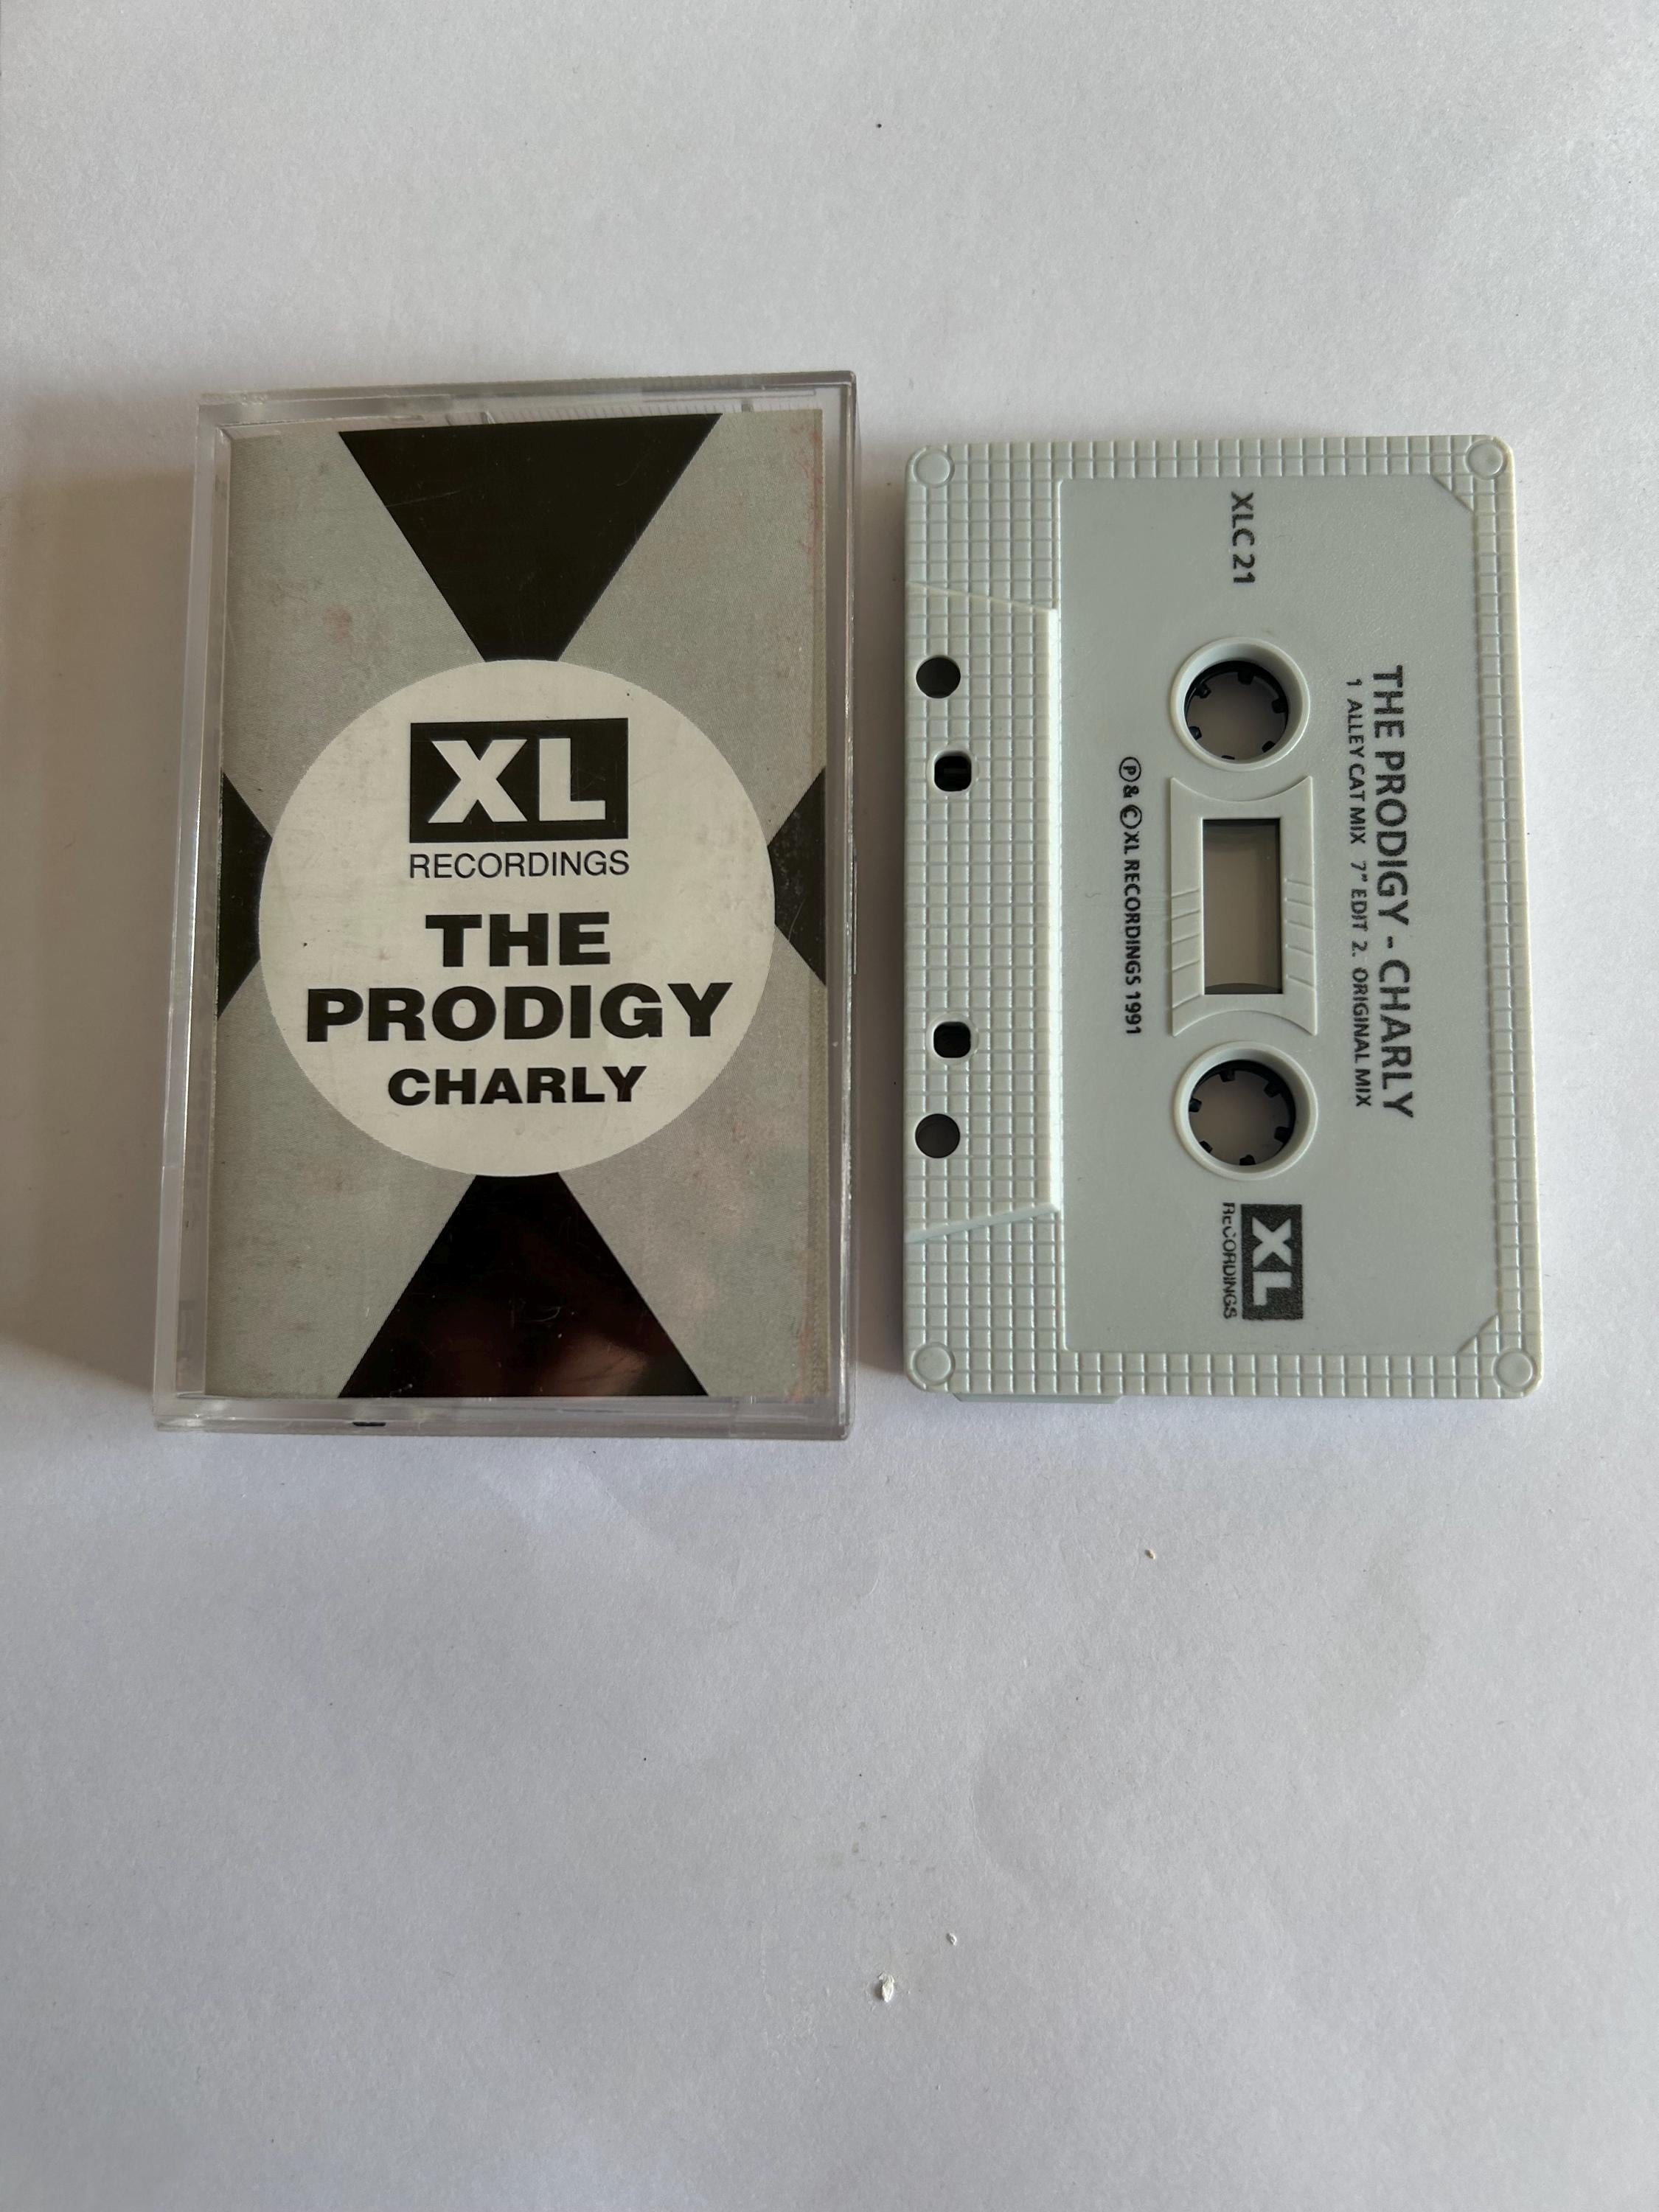 XL
RECORDINGS
THE
PRODIGY
CHARLY
THE PRODIGY - CHARLY
1 ALLEY CAT MIX 7" EDIT 2. ORIGINAL MIX
XLC 21
XL
RECORDINGS
Ⓟ & Ⓒ XL RECORDINGS 1991